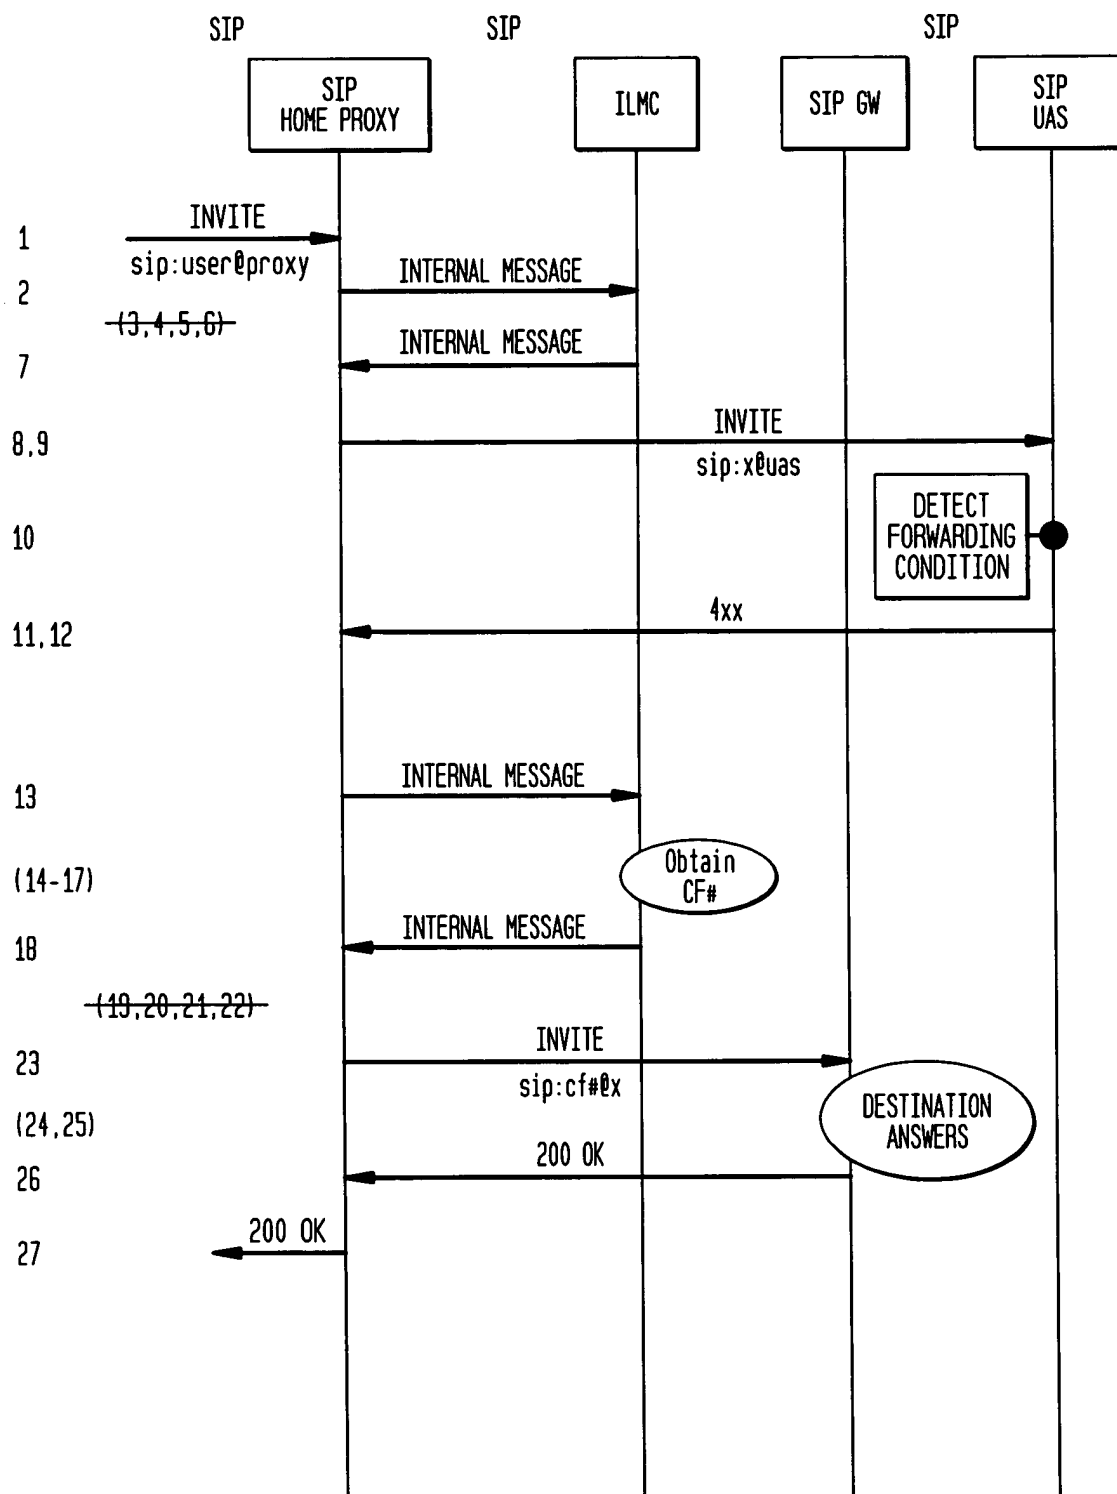 SIP SIP SIP
SIP
HOME PROXY
ILMC
SIP GW
SIP
UAS
INVITE
1
sip:user@proxy
INTERNAL MESSAGE
2
(3,4,5,6)
INTERNAL MESSAGE
7
INVITE
8,9
sip:x@uas
DETECT
FORWARDING
CONDITION
10
4xx
11,12
INTERNAL MESSAGE
13
Obtain
CF#
(14-17)
INTERNAL MESSAGE
18
(19,20,21,22)
INVITE
23
sip:cf#@x
DESTINATION
ANSWERS
(24,25)
200 OK
26
200 OK
27